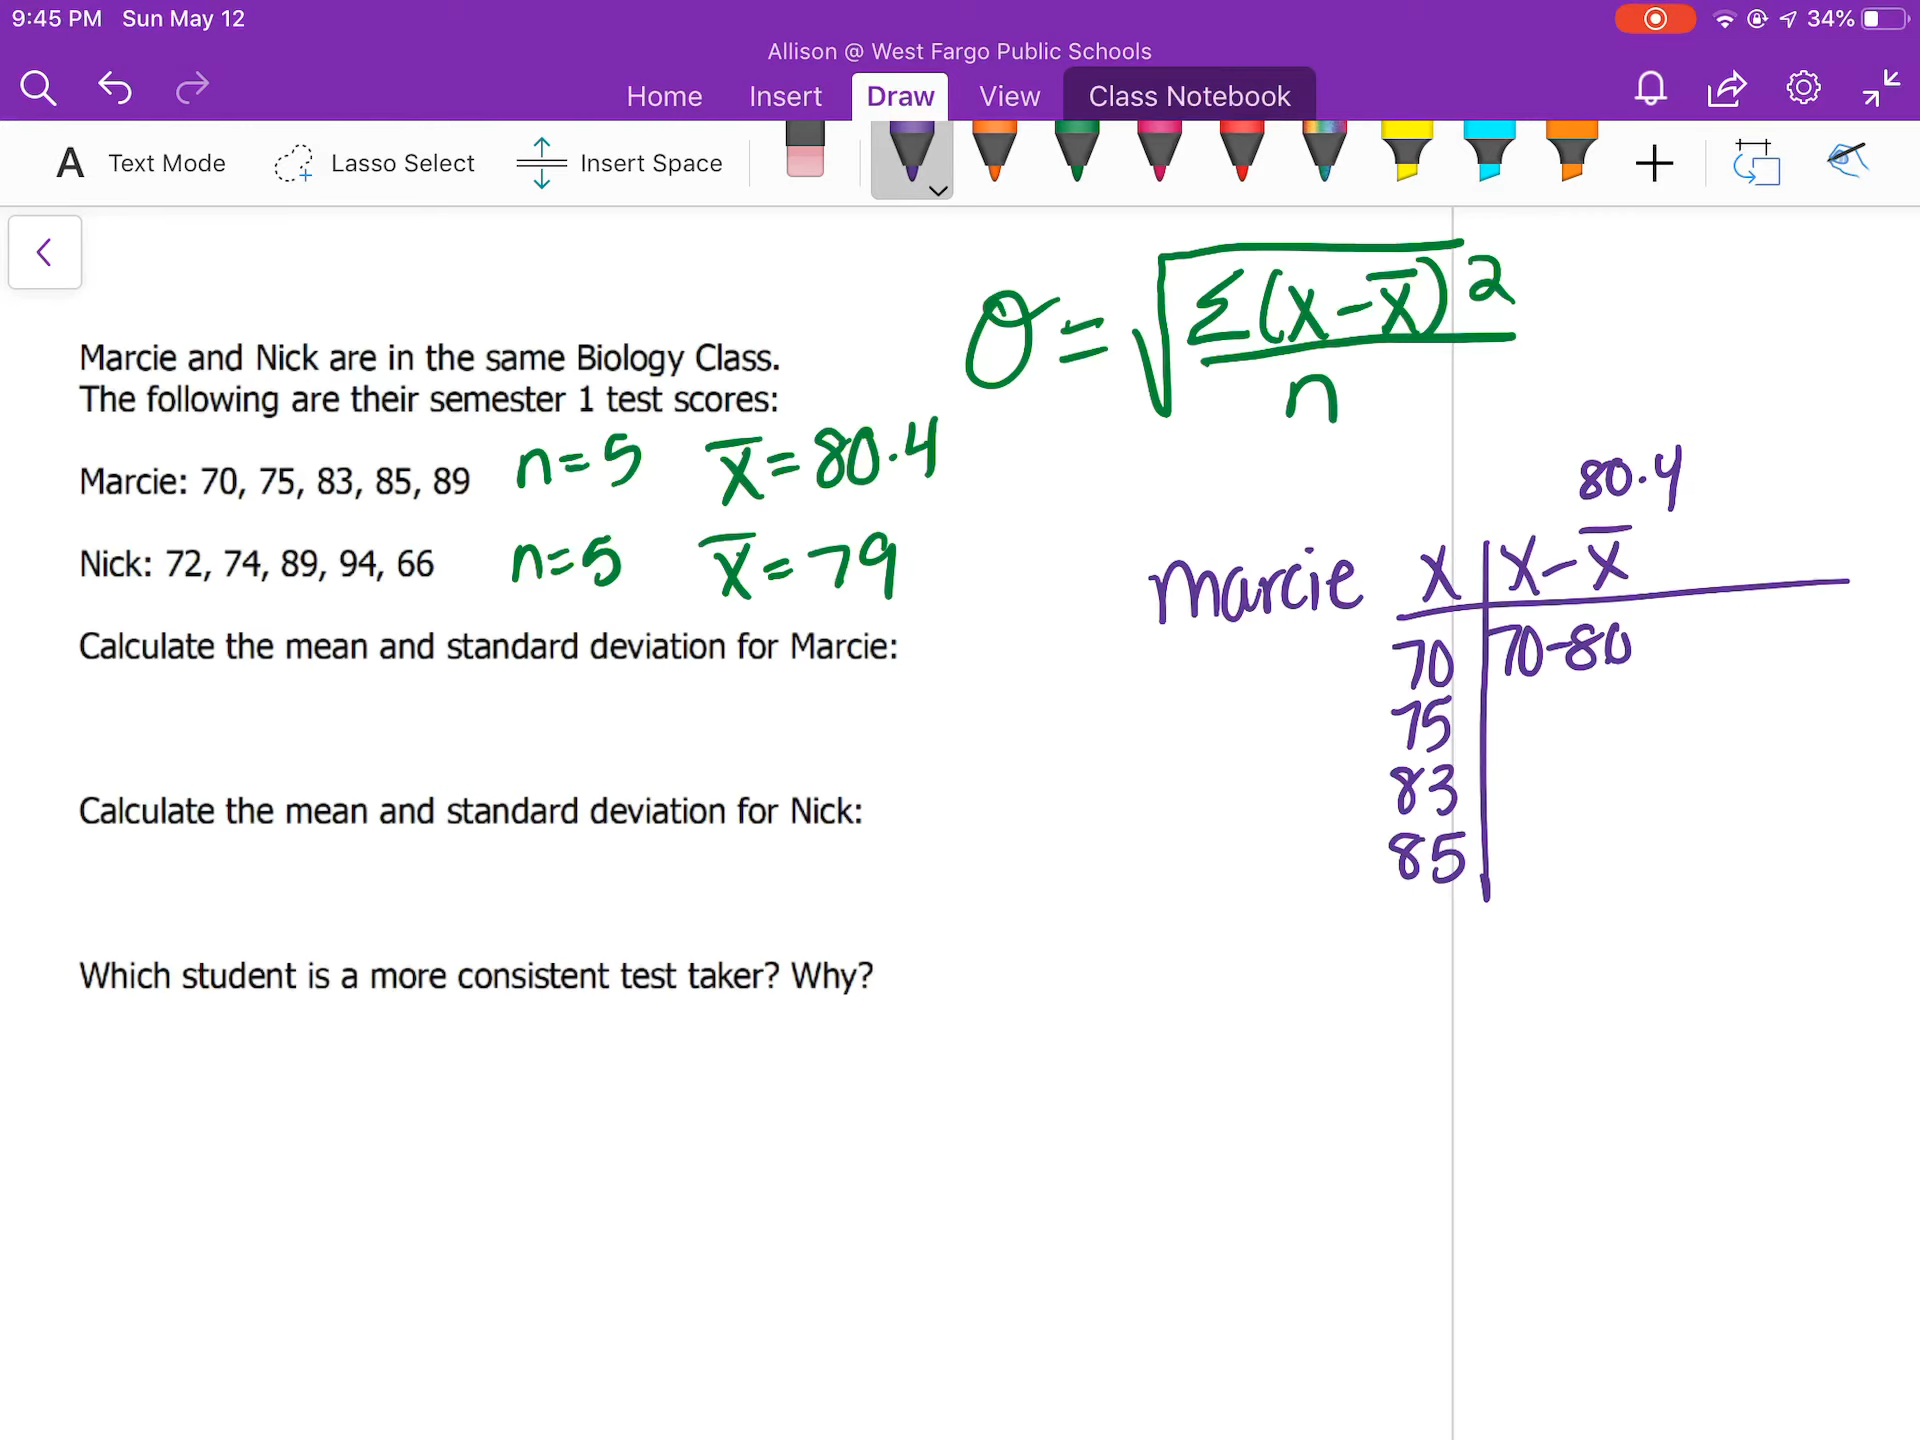 9:45 PM Sun May 12 34%
Allison @ West Fargo Public Schools
Home Insert Draw View Class Notebook
A Text Mode Lasso Select Insert Space
σ = √Σ(x - x̄)²
n
Marcie and Nick are in the same Biology Class.
The following are their semester 1 test scores:
Marcie: 70, 75, 83, 85, 89 n=5 x̄=80.4
Nick: 72, 74, 89, 94, 66 n=5 x̄=79
Calculate the mean and standard deviation for Marcie:
Calculate the mean and standard deviation for Nick:
Which student is a more consistent test taker? Why?
80.4
marcie x x-x̄
70 70-80
75
83
85